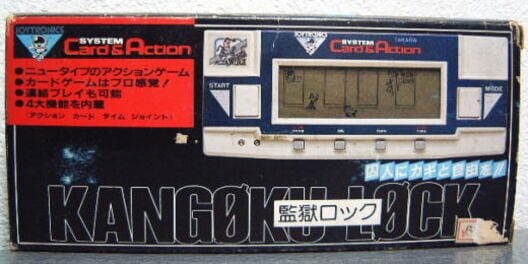 JOYTRONICS
SYSTEM
Card & Action
●ニュータイプのアクションゲーム
●カードゲームはプロ感覚!
●連結プレイも可能
●4大機能を内蔵
(アクション カード タイム ジョイント)
JOYTRONICS
SYSTEM
Card & Action
TAKARA
START
MODE
囚人にカギと自由を!!
KANGØKU LØCK
監獄ロック